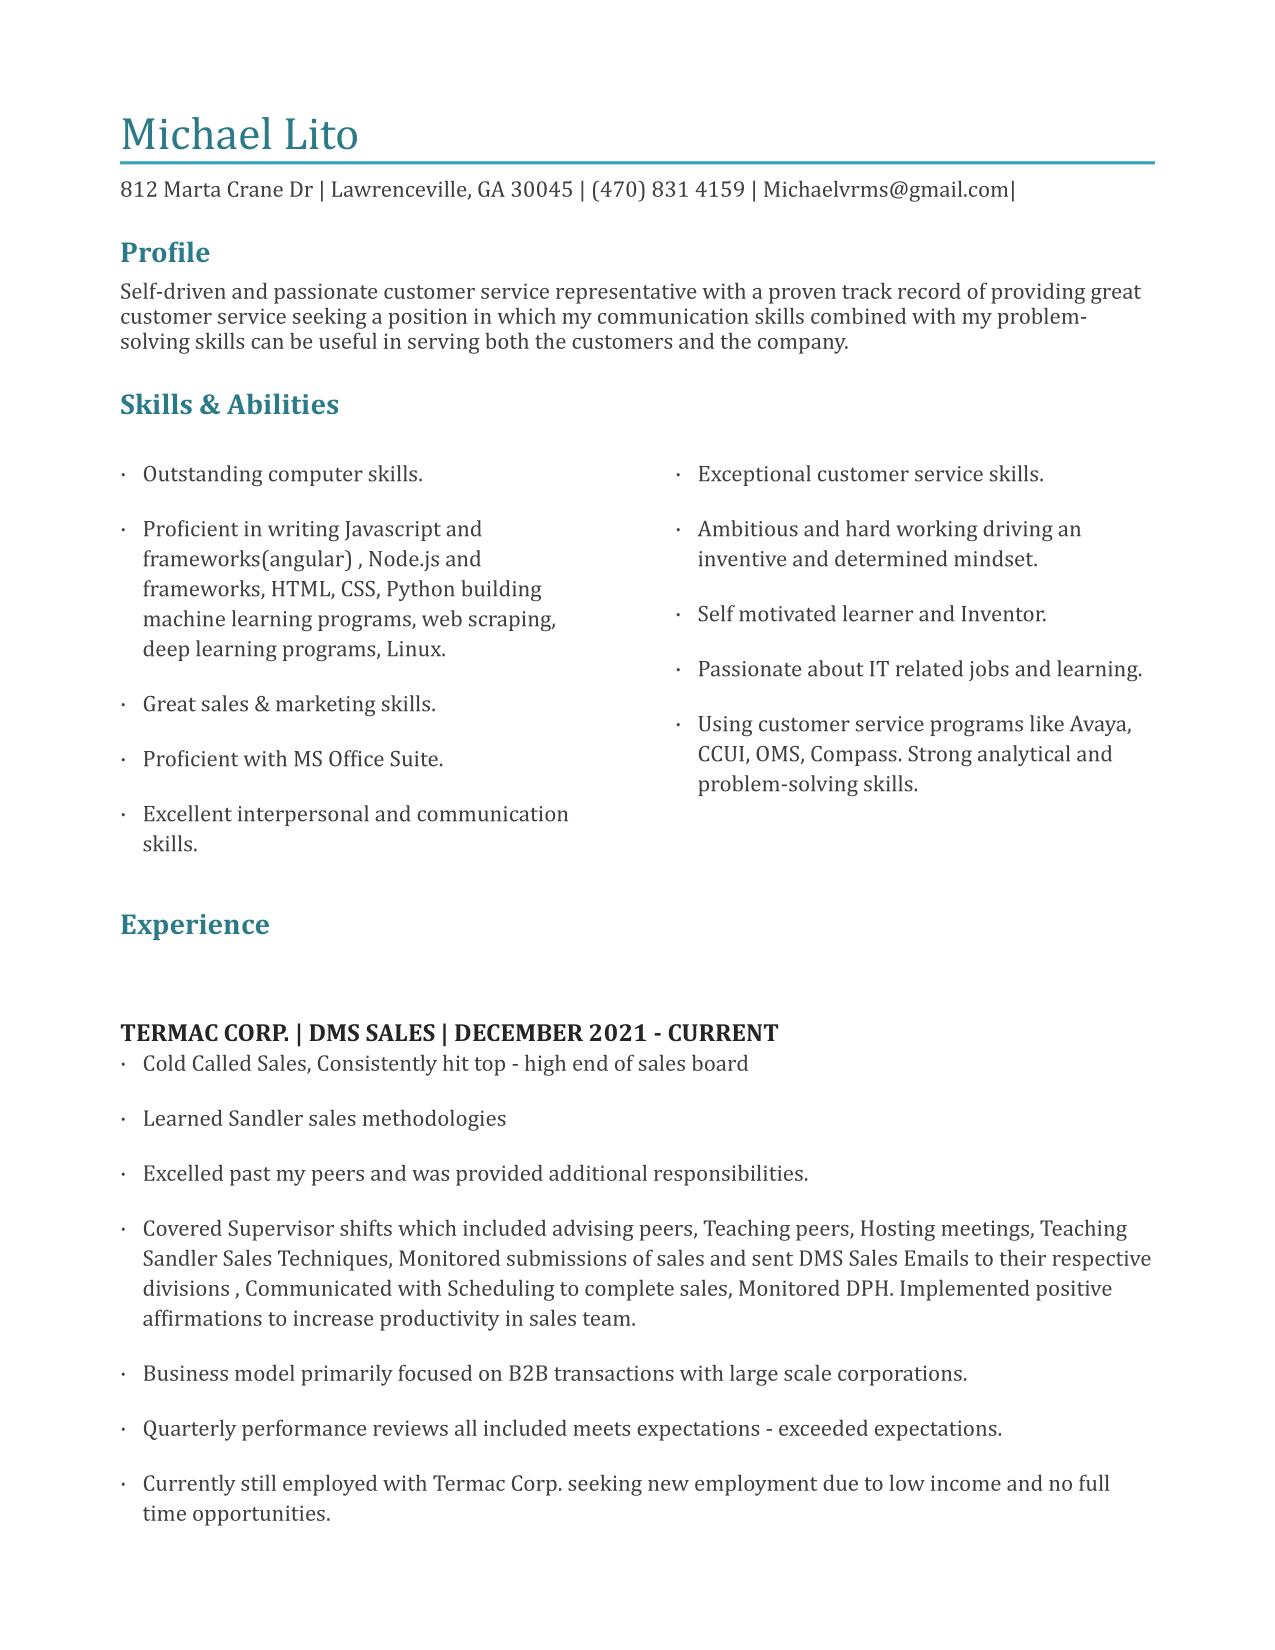 Michael Lito
812 Marta Crane Dr | Lawrenceville, GA 30045 | (470) 831 4159 | Michaelvrms@gmail.com|
Profile
Self-driven and passionate customer service representative with a proven track record of providing great
customer service seeking a position in which my communication skills combined with my problem-
solving skills can be useful in serving both the customers and the company.
Skills & Abilities
· Outstanding computer skills.
· Proficient in writing Javascript and
frameworks(angular) , Node.js and
frameworks, HTML, CSS, Python building
machine learning programs, web scraping,
deep learning programs, Linux.
· Great sales & marketing skills.
· Proficient with MS Office Suite.
· Excellent interpersonal and communication
skills.
· Exceptional customer service skills.
· Ambitious and hard working driving an
inventive and determined mindset.
· Self motivated learner and Inventor.
· Passionate about IT related jobs and learning.
· Using customer service programs like Avaya,
CCUI, OMS, Compass. Strong analytical and
problem-solving skills.
Experience
TERMAC CORP. | DMS SALES | DECEMBER 2021 - CURRENT
· Cold Called Sales, Consistently hit top - high end of sales board
· Learned Sandler sales methodologies
· Excelled past my peers and was provided additional responsibilities.
· Covered Supervisor shifts which included advising peers, Teaching peers, Hosting meetings, Teaching
Sandler Sales Techniques, Monitored submissions of sales and sent DMS Sales Emails to their respective
divisions , Communicated with Scheduling to complete sales, Monitored DPH. Implemented positive
affirmations to increase productivity in sales team.
· Business model primarily focused on B2B transactions with large scale corporations.
· Quarterly performance reviews all included meets expectations - exceeded expectations.
· Currently still employed with Termac Corp. seeking new employment due to low income and no full
time opportunities.